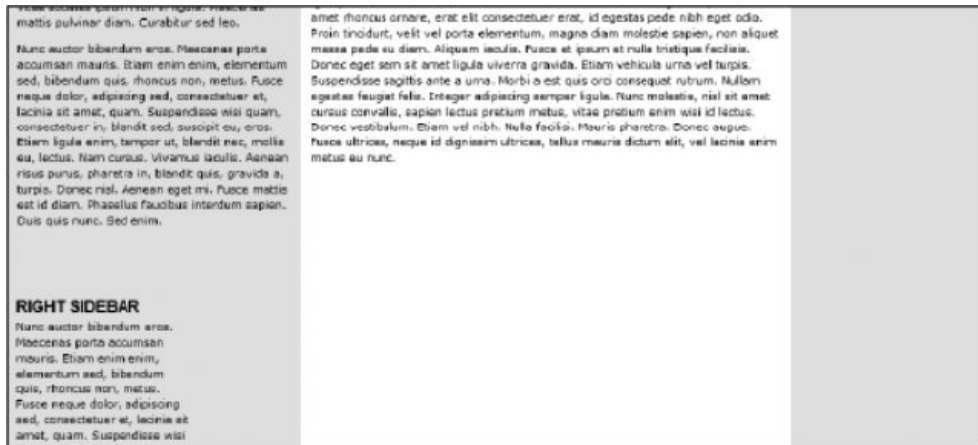 mattis pulvinar diam. Curabitur sed leo.
Nunc auctor bibendum eros. Maecenas porta
accumsan mauris. Etiam enim enim, elementum
sed, bibendum quis, rhoncus non, metus. Fusce
neque dolor, adipiscing sed, consectetuer et,
lacinia sit amet, quam. Suspendisse wisi quam,
consectetuer in, blandit sed, suscipit eu, eros.
Etiam ligula enim, tempor ut, blandit nec, mollis
eu, lectus. Nam cursus. Vivamus iaculis. Aenean
risus purus, pharetra in, blandit quis, gravida a,
turpis. Donec nisl. Aenean eget mi. Fusce mattis
est id diam. Phasellus faucibus interdum sapien.
Duis quis nunc. Sed enim.
RIGHT SIDEBAR
Nunc auctor bibendum eros.
Maecenas porta accumsan
mauris. Etiam enim enim,
elementum sed, bibendum
quis, rhoncus non, metus.
Fusce neque dolor, adipiscing
sed, consectetuer et, lacinia sit
amet, quam. Suspendisse wisi
amet rhoncus ornare, erat elit consectetuer erat, id egestas pede nibh eget odio.
Proin tincidunt, velit vel porta elementum, magna diam molestie sapien, non aliquet
massa pede eu diam. Aliquam iaculis. Fusce et ipsum et nulla tristique facilisis.
Donec eget sem sit amet ligula viverra gravida. Etiam vehicula urna vel turpis.
Suspendisse sagittis ante a urna. Morbi a est quis orci consequat rutrum. Nullam
egestas feugiat felis. Integer adipiscing semper ligula. Nunc molestie, nisl sit amet
cursus convallis, sapien lectus pretium metus, vitae pretium enim wisi id lectus.
Donec vestibulum. Etiam vel nibh. Nulla facilisi. Mauris pharetra. Donec augue.
Fusce ultrices, neque id dignissim ultrices, tellus mauris dictum elit, vel lacinia enim
metus eu nunc.